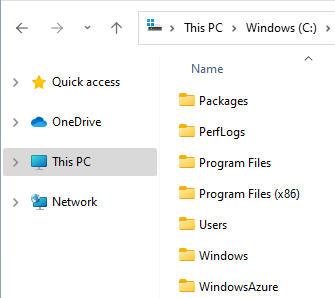 This PC > Windows (C:) >
Name
Quick access
OneDrive
This PC
Network
Packages
PerfLogs
Program Files
Program Files (x86)
Users
Windows
WindowsAzure